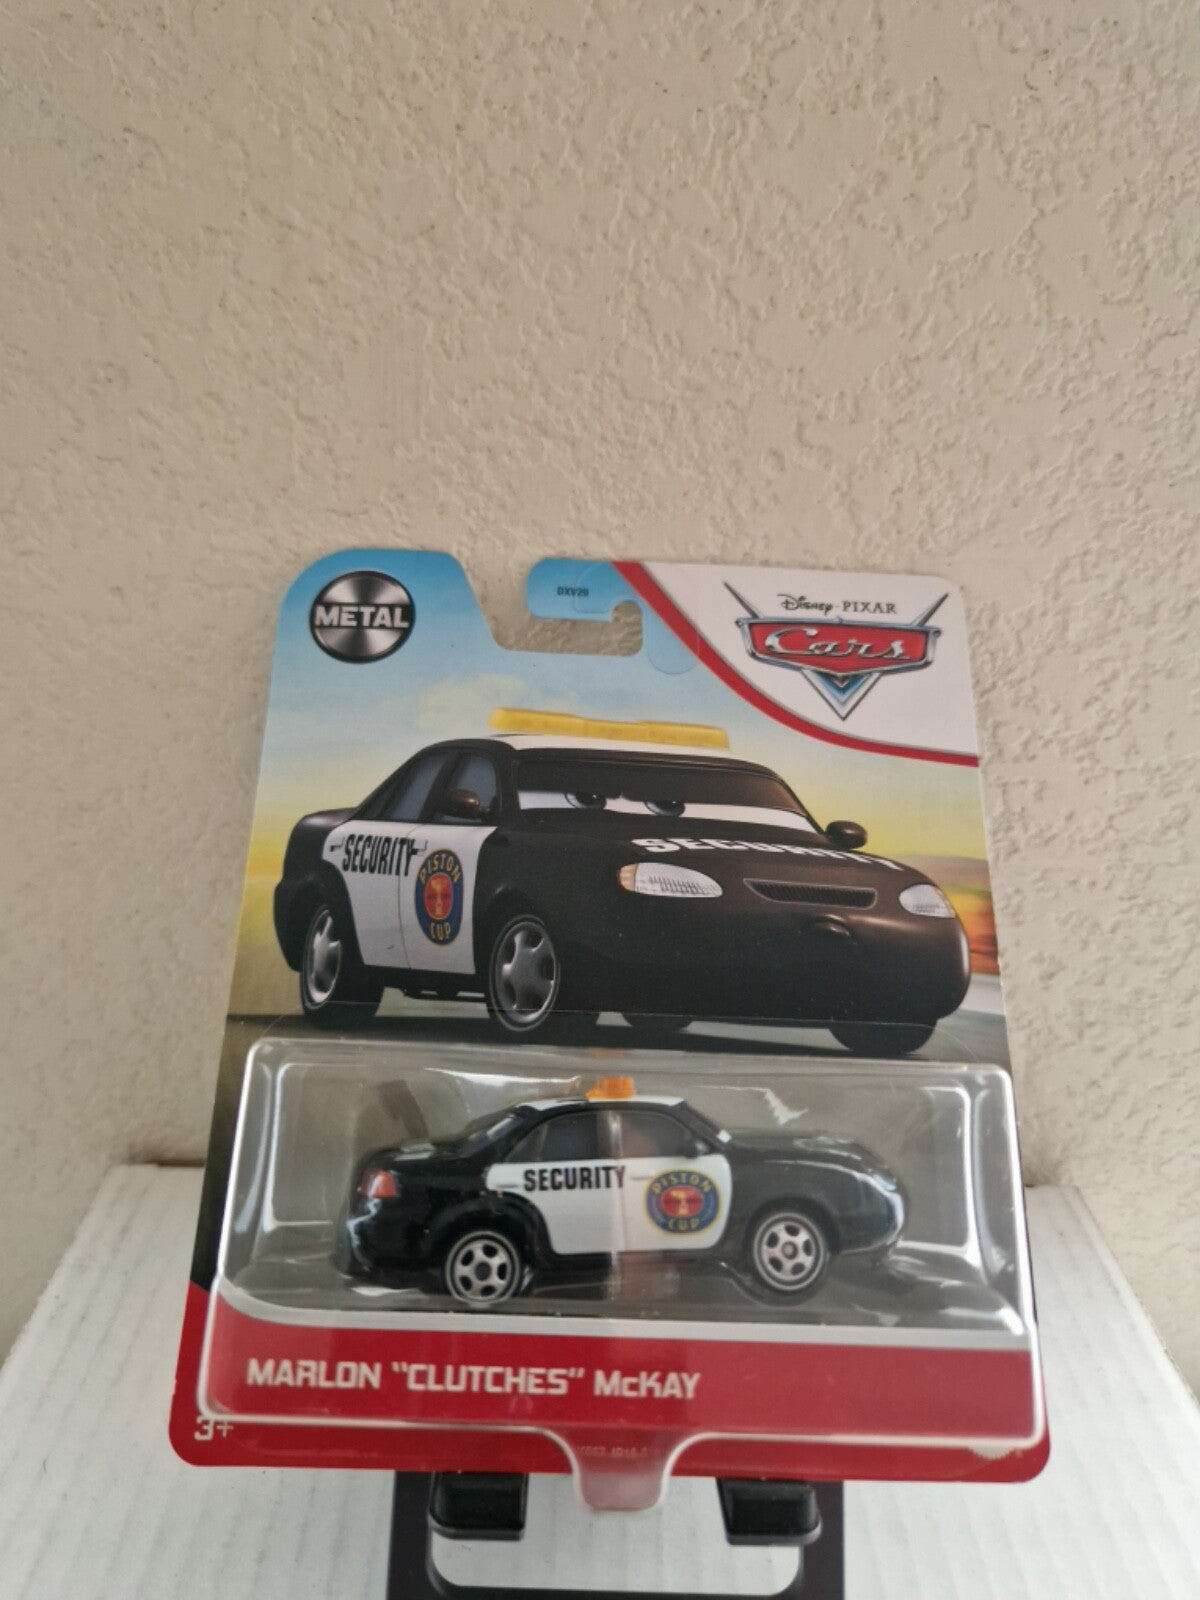 METAL
DXV29
Disney · PIXAR
Cars
SECURITY
SECURITY
PISTON
CUP
SECURITY
PISTON
CUP
MARLON "CLUTCHES" McKAY
3+